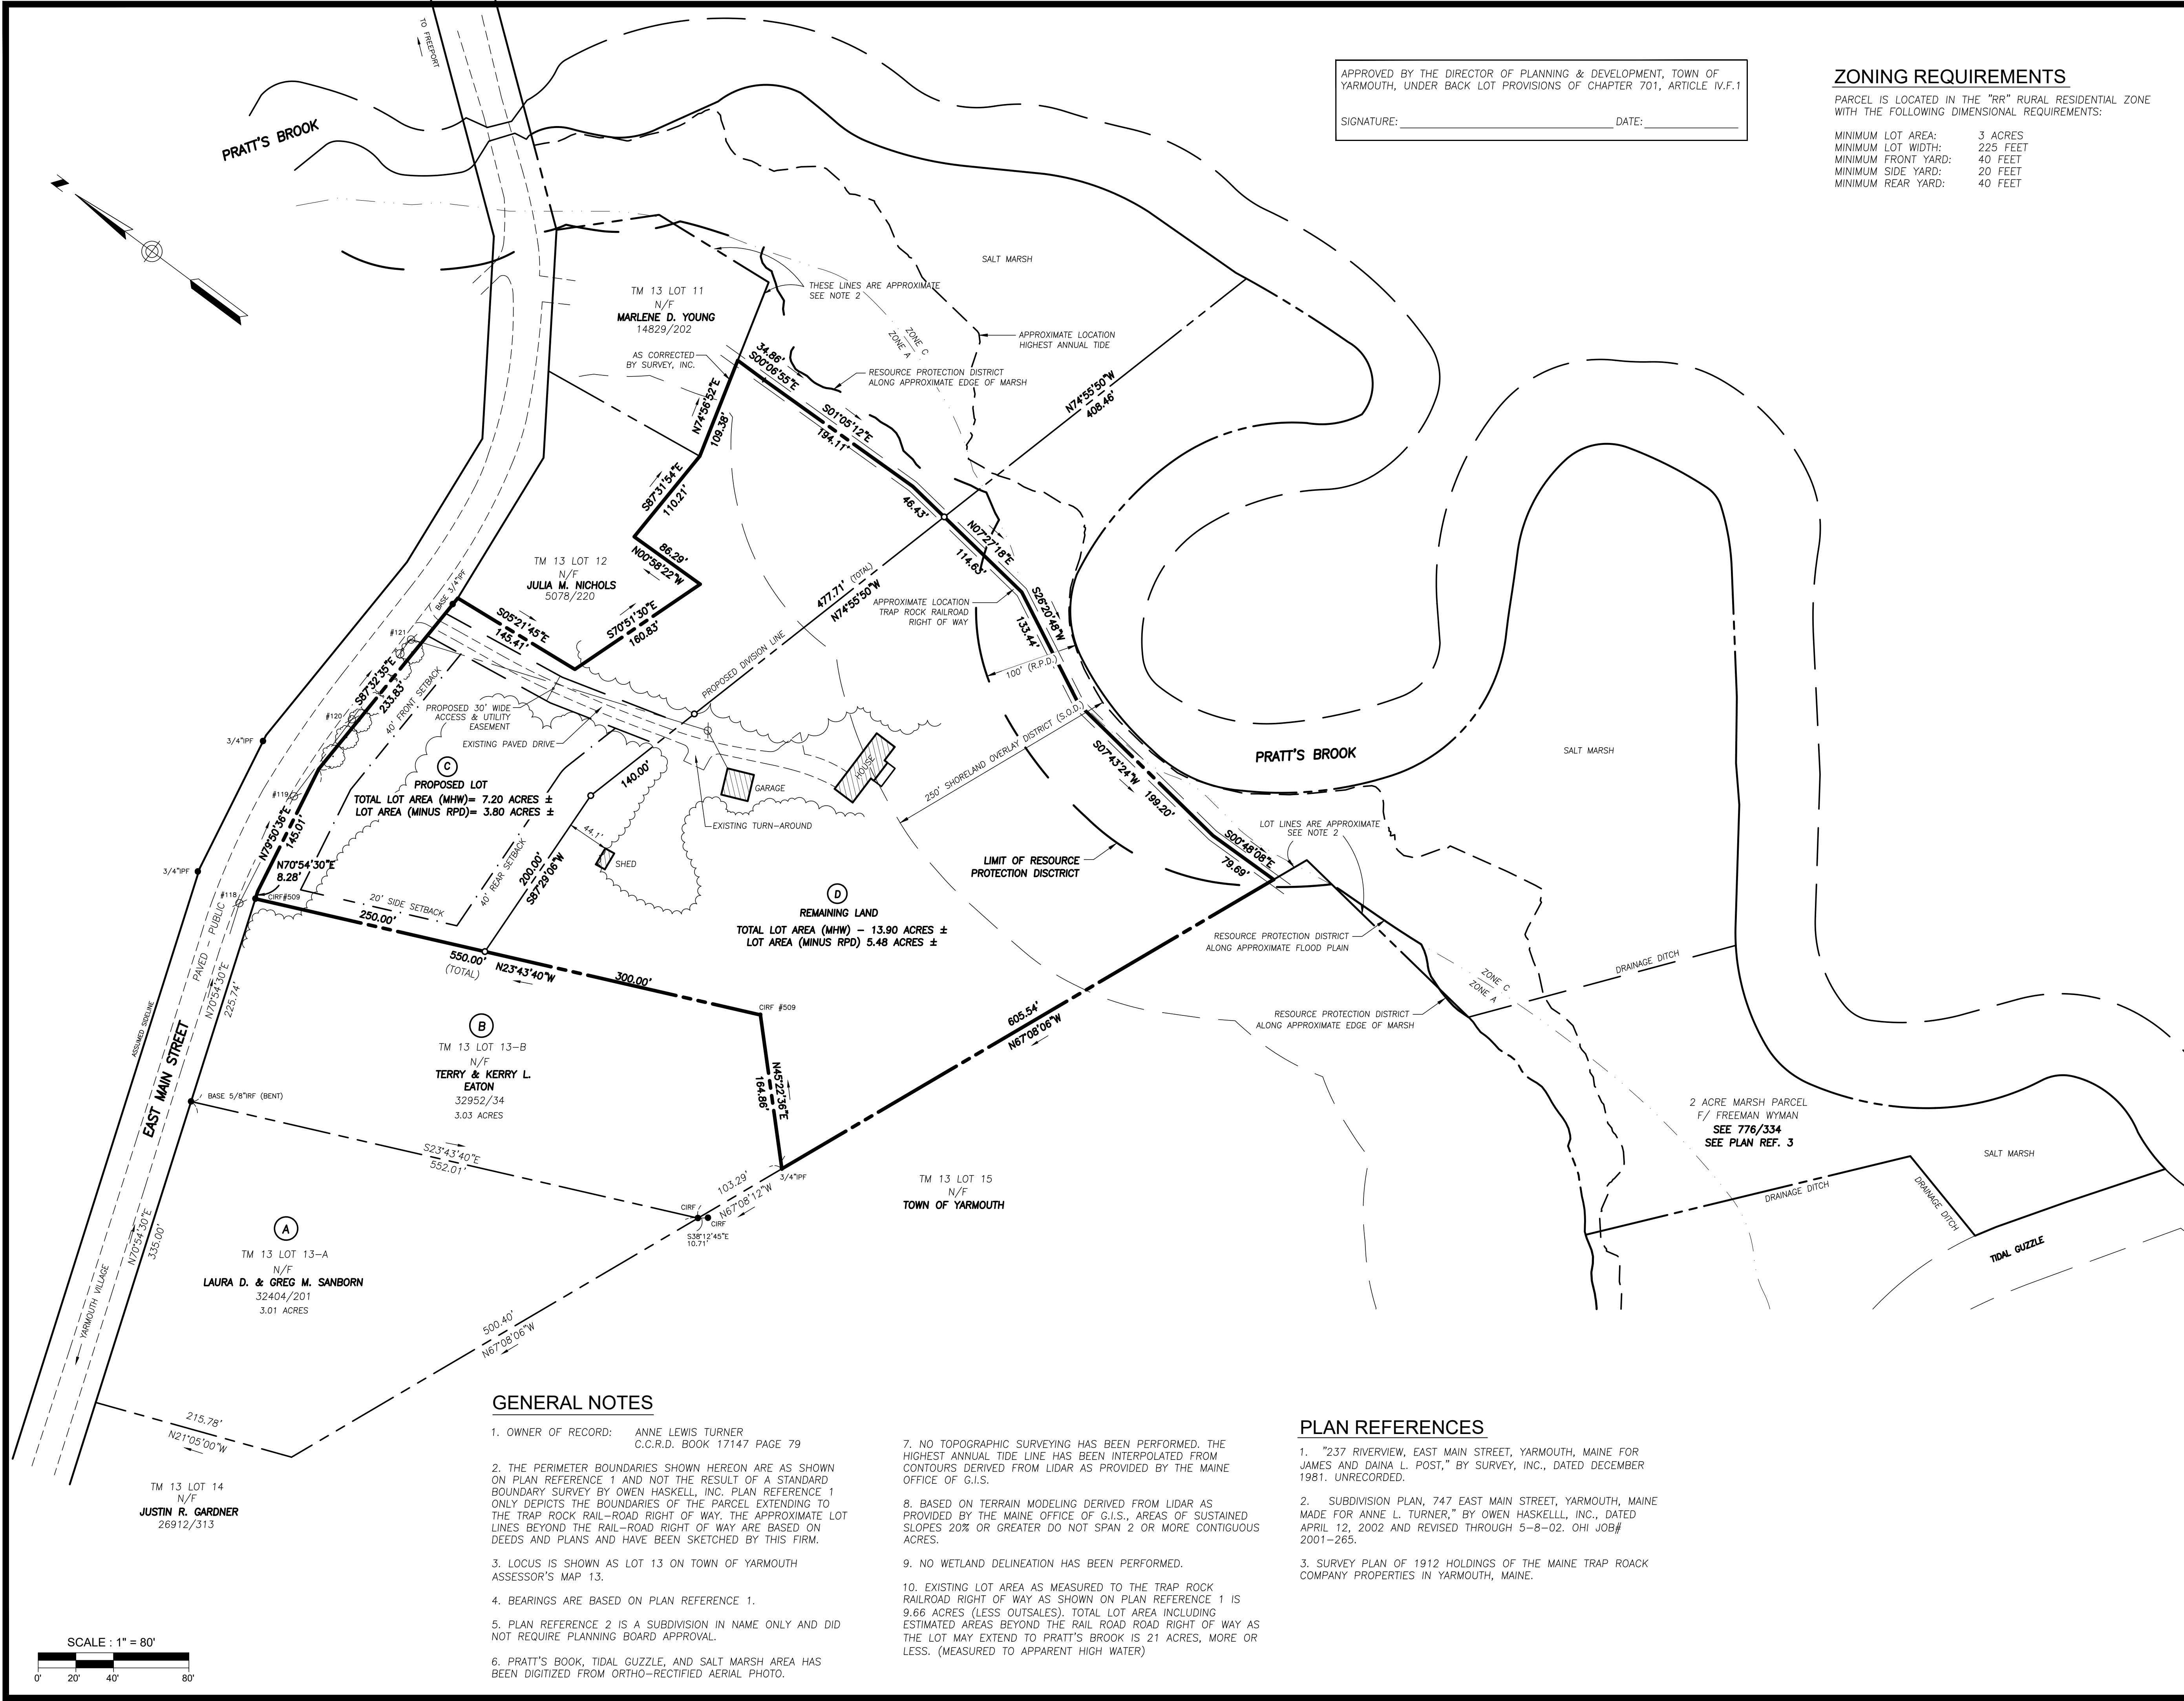 TO FREEPORT
PRATT'S BROOK
N
APPROVED BY THE DIRECTOR OF PLANNING & DEVELOPMENT, TOWN OF
YARMOUTH, UNDER BACK LOT PROVISIONS OF CHAPTER 701, ARTICLE IV.F.1
SIGNATURE:
DATE:
ZONING REQUIREMENTS
PARCEL IS LOCATED IN THE "RR" RURAL RESIDENTIAL ZONE
WITH THE FOLLOWING DIMENSIONAL REQUIREMENTS:
MINIMUM LOT AREA: 3 ACRES
MINIMUM LOT WIDTH: 225 FEET
MINIMUM FRONT YARD: 40 FEET
MINIMUM SIDE YARD: 20 FEET
MINIMUM REAR YARD: 40 FEET
SALT MARSH
TM 13 LOT 11
N/F
MARLENE D. YOUNG
14829/202
THESE LINES ARE APPROXIMATE
SEE NOTE 2
ZONE C
ZONE A
APPROXIMATE LOCATION
HIGHEST ANNUAL TIDE
AS CORRECTED
BY SURVEY, INC.
34.86'
S00°06'55"E
RESOURCE PROTECTION DISTRICT
ALONG APPROXIMATE EDGE OF MARSH
N74°56'52"E
109.38'
S01°05'12"E
194.11'
N74°55'50"W
408.46'
S87°31'54"E
110.21'
46.43'
N07°27'18"E
114.63'
86.29'
N00°58'22"W
TM 13 LOT 12
N/F
JULIA M. NICHOLS
5078/220
BASE 3/4"IPF
477.71' (TOTAL)
N74°55'50"W
APPROXIMATE LOCATION
TRAP ROCK RAILROAD
RIGHT OF WAY
S26°20'48"W
133.44'
S05°21'45"E
145.41'
S70°51'30"E
160.83'
#121
PROPOSED DIVISION LINE
100' (R.P.D.)
S87°32'35"E
233.83'
40' FRONT SETBACK
#120
PROPOSED 30' WIDE
ACCESS & UTILITY
EASEMENT
EXISTING PAVED DRIVE
250' SHORELAND OVERLAY DISTRICT (S.O.D.)
3/4"IPF
S07°43'24"W
199.20'
PRATT'S BROOK
SALT MARSH
C
PROPOSED LOT
TOTAL LOT AREA (MHW)= 7.20 ACRES ±
LOT AREA (MINUS RPD)= 3.80 ACRES ±
140.00'
GARAGE
HOUSE
#119
N79°50'36"E
145.01'
EXISTING TURN-AROUND
44.1'
SHED
LOT LINES ARE APPROXIMATE
SEE NOTE 2
S00°48'08"E
79.69'
N70°54'30"E
8.28'
3/4"IPF
#118
CIRF#509
LIMIT OF RESOURCE
PROTECTION DISCTRICT
40' REAR SETBACK
200.00'
S87°29'06"W
20' SIDE SETBACK
250.00'
D
REMAINING LAND
TOTAL LOT AREA (MHW) - 13.90 ACRES ±
LOT AREA (MINUS RPD) 5.48 ACRES ±
RESOURCE PROTECTION DISTRICT
ALONG APPROXIMATE FLOOD PLAIN
550.00'
(TOTAL)
N23°43'40"W
300.00'
PAVED - PUBLIC
N70°54'30"E
225.74'
DRAINAGE DITCH
ZONE C
ZONE A
CIRF #509
605.54'
N67°08'06"W
RESOURCE PROTECTION DISTRICT
ALONG APPROXIMATE EDGE OF MARSH
ASSUMED SIDELINE
EAST MAIN STREET
B
TM 13 LOT 13-B
N/F
TERRY & KERRY L.
EATON
32952/34
3.03 ACRES
N45°22'36"E
164.86'
BASE 5/8"IRF (BENT)
2 ACRE MARSH PARCEL
F/ FREEMAN WYMAN
SEE 776/334
SEE PLAN REF. 3
S23°43'40"E
552.01'
SALT MARSH
3/4"IPF
103.29'
N67°08'12"W
TM 13 LOT 15
N/F
TOWN OF YARMOUTH
DRAINAGE DITCH
DRAINAGE DITCH
TIDAL GUZZLE
CIRF
CIRF
S38°12'45"E
10.71'
A
TM 13 LOT 13-A
N/F
LAURA D. & GREG M. SANBORN
32404/201
3.01 ACRES
N70°54'30"E
335.00'
YARMOUTH VILLAGE
500.40'
N67°08'06"W
215.78'
N21°05'00"W
TM 13 LOT 14
N/F
JUSTIN R. GARDNER
26912/313
SCALE : 1" = 80'
0' 20' 40' 80'
GENERAL NOTES
1. OWNER OF RECORD: ANNE LEWIS TURNER
C.C.R.D. BOOK 17147 PAGE 79
2. THE PERIMETER BOUNDARIES SHOWN HEREON ARE AS SHOWN
ON PLAN REFERENCE 1 AND NOT THE RESULT OF A STANDARD
BOUNDARY SURVEY BY OWEN HASKELL, INC. PLAN REFERENCE 1
ONLY DEPICTS THE BOUNDARIES OF THE PARCEL EXTENDING TO
THE TRAP ROCK RAIL-ROAD RIGHT OF WAY. THE APPROXIMATE LOT
LINES BEYOND THE RAIL-ROAD RIGHT OF WAY ARE BASED ON
DEEDS AND PLANS AND HAVE BEEN SKETCHED BY THIS FIRM.
3. LOCUS IS SHOWN AS LOT 13 ON TOWN OF YARMOUTH
ASSESSOR'S MAP 13.
4. BEARINGS ARE BASED ON PLAN REFERENCE 1.
5. PLAN REFERENCE 2 IS A SUBDIVISION IN NAME ONLY AND DID
NOT REQUIRE PLANNING BOARD APPROVAL.
6. PRATT'S BOOK, TIDAL GUZZLE, AND SALT MARSH AREA HAS
BEEN DIGITIZED FROM ORTHO-RECTIFIED AERIAL PHOTO.
7. NO TOPOGRAPHIC SURVEYING HAS BEEN PERFORMED. THE
HIGHEST ANNUAL TIDE LINE HAS BEEN INTERPOLATED FROM
CONTOURS DERIVED FROM LIDAR AS PROVIDED BY THE MAINE
OFFICE OF G.I.S.
8. BASED ON TERRAIN MODELING DERIVED FROM LIDAR AS
PROVIDED BY THE MAINE OFFICE OF G.I.S., AREAS OF SUSTAINED
SLOPES 20% OR GREATER DO NOT SPAN 2 OR MORE CONTIGUOUS
ACRES.
9. NO WETLAND DELINEATION HAS BEEN PERFORMED.
10. EXISTING LOT AREA AS MEASURED TO THE TRAP ROCK
RAILROAD RIGHT OF WAY AS SHOWN ON PLAN REFERENCE 1 IS
9.66 ACRES (LESS OUTSALES). TOTAL LOT AREA INCLUDING
ESTIMATED AREAS BEYOND THE RAIL ROAD ROAD RIGHT OF WAY AS
THE LOT MAY EXTEND TO PRATT'S BROOK IS 21 ACRES, MORE OR
LESS. (MEASURED TO APPARENT HIGH WATER)
PLAN REFERENCES
1. "237 RIVERVIEW, EAST MAIN STREET, YARMOUTH, MAINE FOR
JAMES AND DAINA L. POST," BY SURVEY, INC., DATED DECEMBER
1981. UNRECORDED.
2. SUBDIVISION PLAN, 747 EAST MAIN STREET, YARMOUTH, MAINE
MADE FOR ANNE L. TURNER," BY OWEN HASKELLL, INC., DATED
APRIL 12, 2002 AND REVISED THROUGH 5-8-02. OHI JOB#
2001-265.
3. SURVEY PLAN OF 1912 HOLDINGS OF THE MAINE TRAP ROACK
COMPANY PROPERTIES IN YARMOUTH, MAINE.